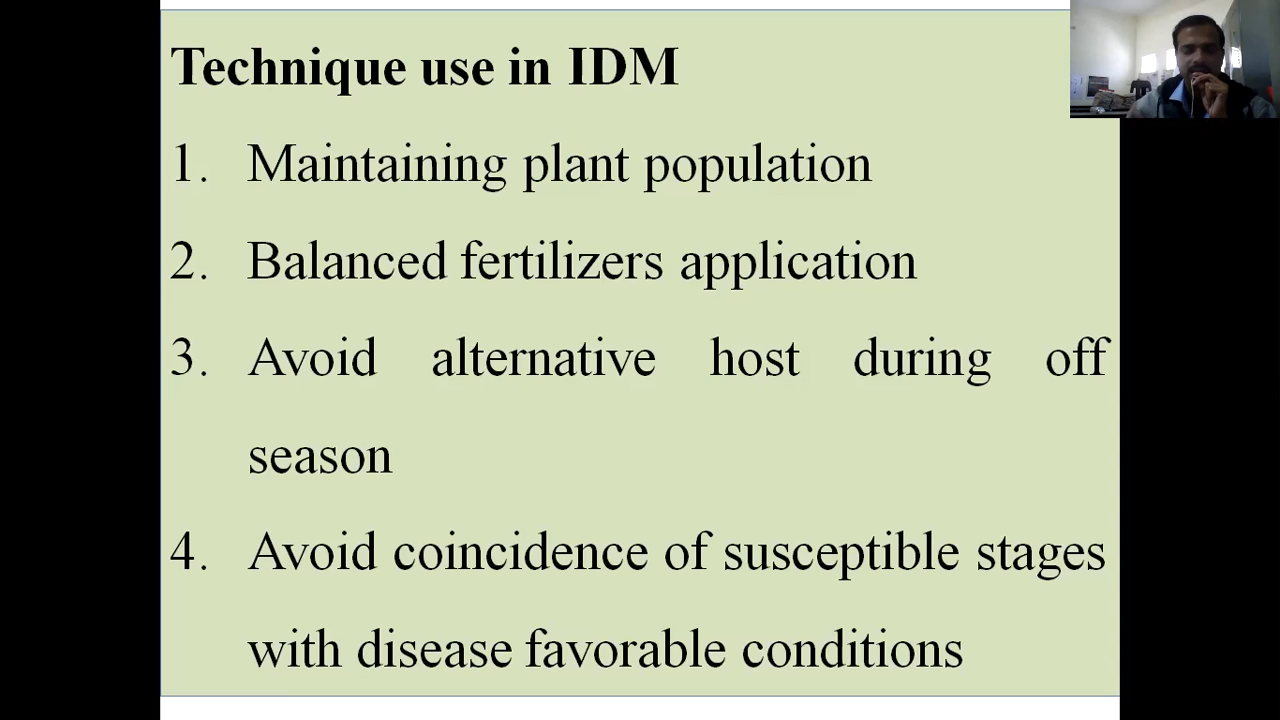 Technique use in IDM
1. Maintaining plant population
2. Balanced fertilizers application
3. Avoid alternative host during off
season
4. Avoid coincidence of susceptible stages
with disease favorable conditions